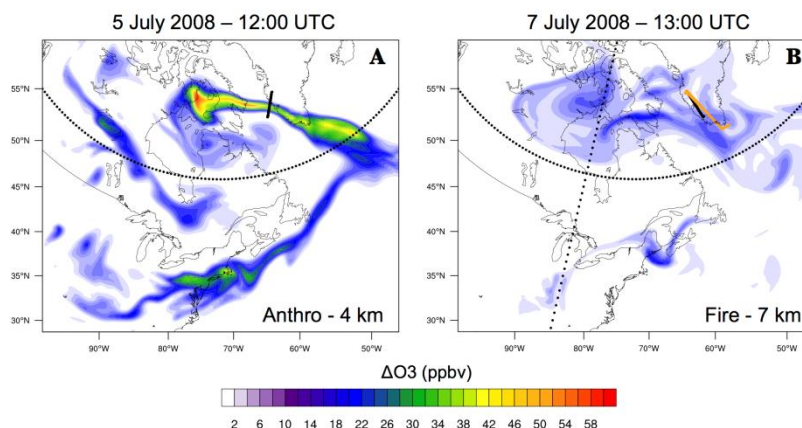 5 July 2008 – 12:00 UTC
7 July 2008 – 13:00 UTC
A
B
55°N
50°N
45°N
40°N
35°N
30°N
Anthro - 4 km
90°W 80°W 70°W 60°W 50°W
55°N
50°N
45°N
40°N
35°N
30°N
Fire - 7 km
90°W 80°W 70°W 60°W 50°W
ΔO3 (ppbv)
2 6 10 14 18 22 26 30 34 38 42 46 50 54 58